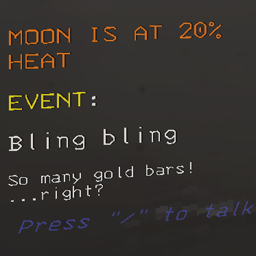 MOON IS AT 20%
HEAT
EVENT:
Bling bling
So many gold bars!
...right?
Press "/" to talk